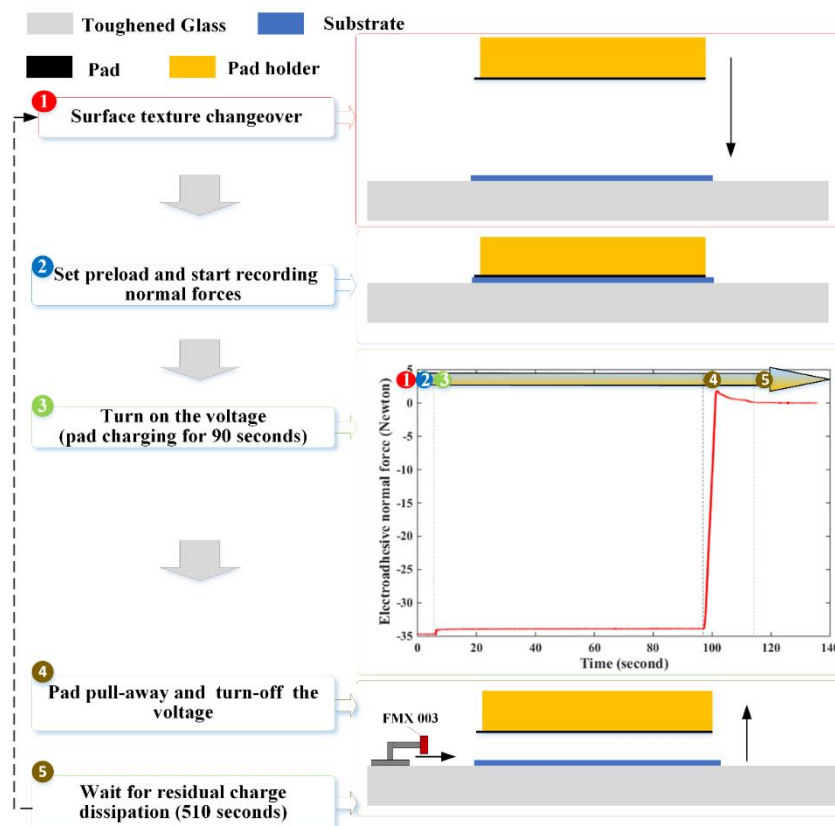 Toughened Glass
Substrate
Pad
Pad holder
1
Surface texture changeover
2
Set preload and start recording
normal forces
3
Turn on the voltage
(pad charging for 90 seconds)
Electroadhesive normal force (Newton)
5
0
-5
-10
-15
-20
-25
-30
-35
1 2 3 4 5
0 20 40 60 80 100 120 140
Time (second)
4
Pad pull-away and turn-off the
voltage
FMX 003
5
Wait for residual charge
dissipation (510 seconds)